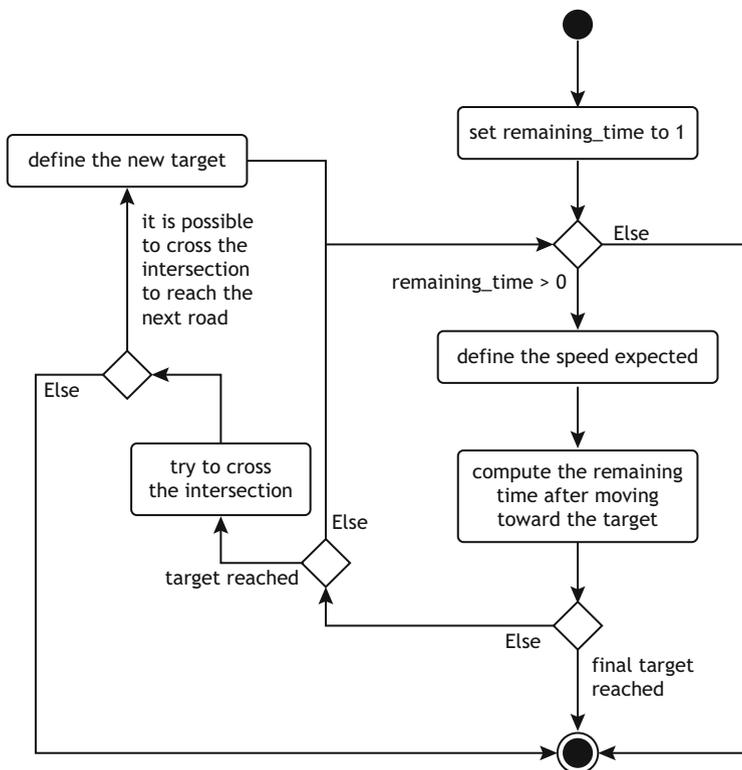 set remaining_time to 1
define the new target
it is possible
to cross the
intersection
to reach the
next road
Else
remaining_time > 0
define the speed expected
Else
try to cross
the intersection
compute the remaining
time after moving
toward the target
Else
target reached
Else
final target
reached